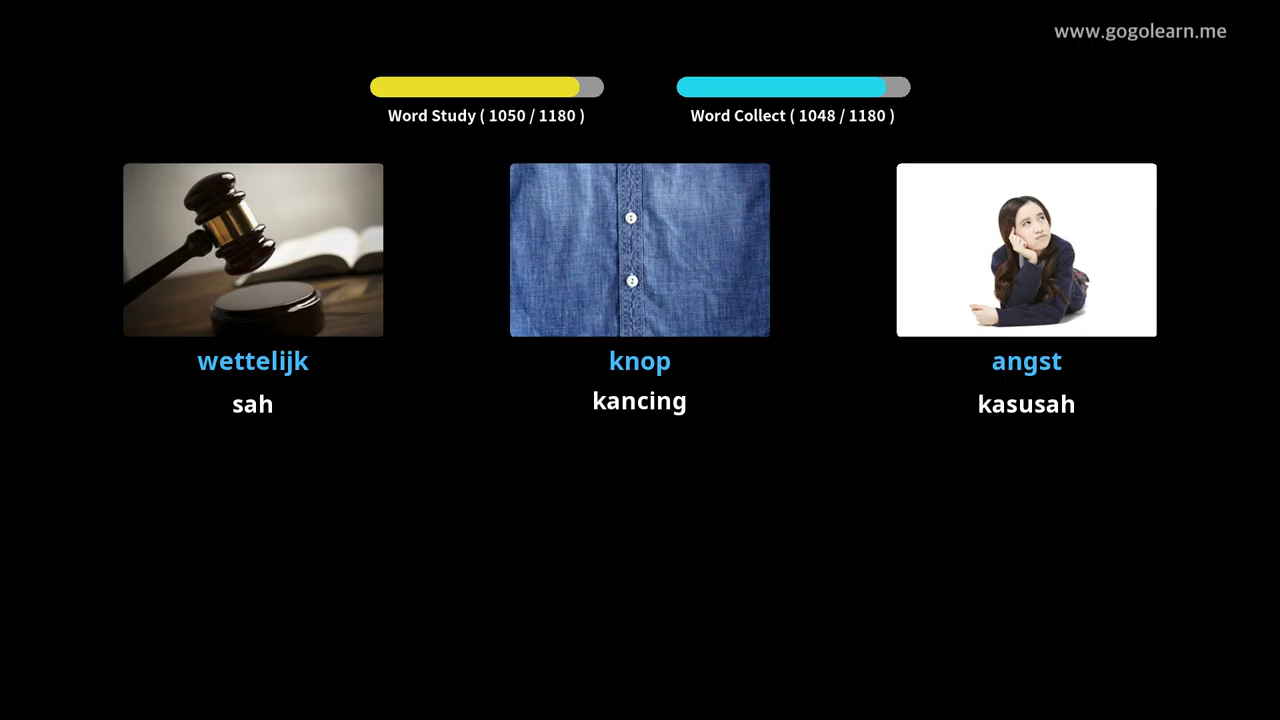 www.gogolearn.me
Word Study ( 1050 / 1180 )
Word Collect ( 1048 / 1180 )
wettelijk
knop
angst
sah
kancing
kasusah